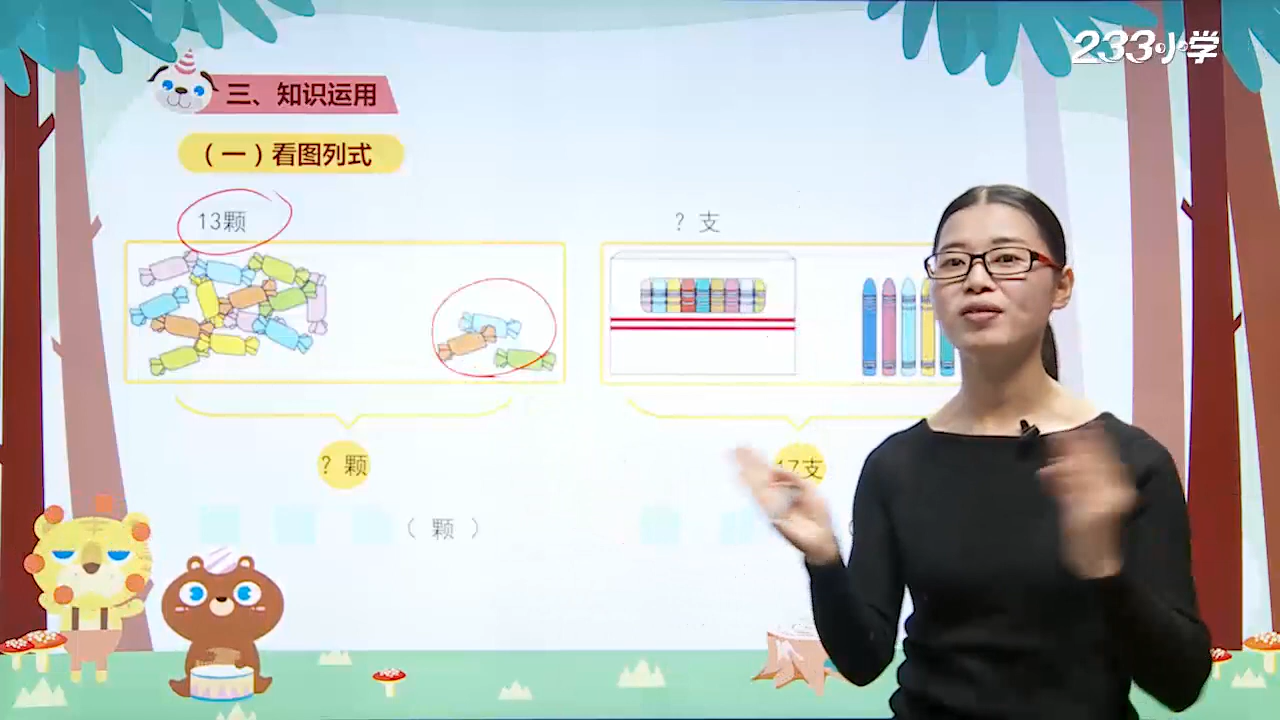 233小学
三、知识运用
（一）看图列式
13颗
？支
？颗
17支
（颗）